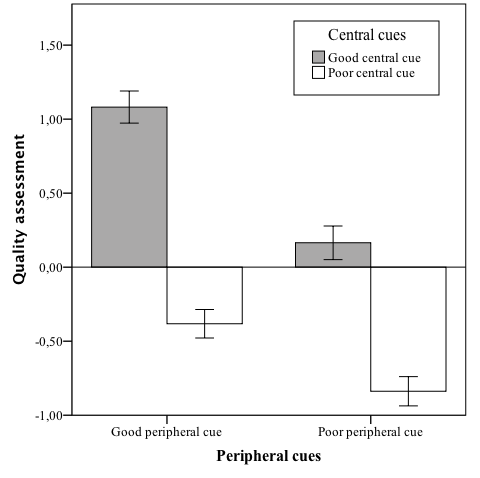 Central cues
Good central cue
Poor central cue
Quality assessment
1,50
1,00
0,50
0,00
-0,50
-1,00
Good peripheral cue
Poor peripheral cue
Peripheral cues